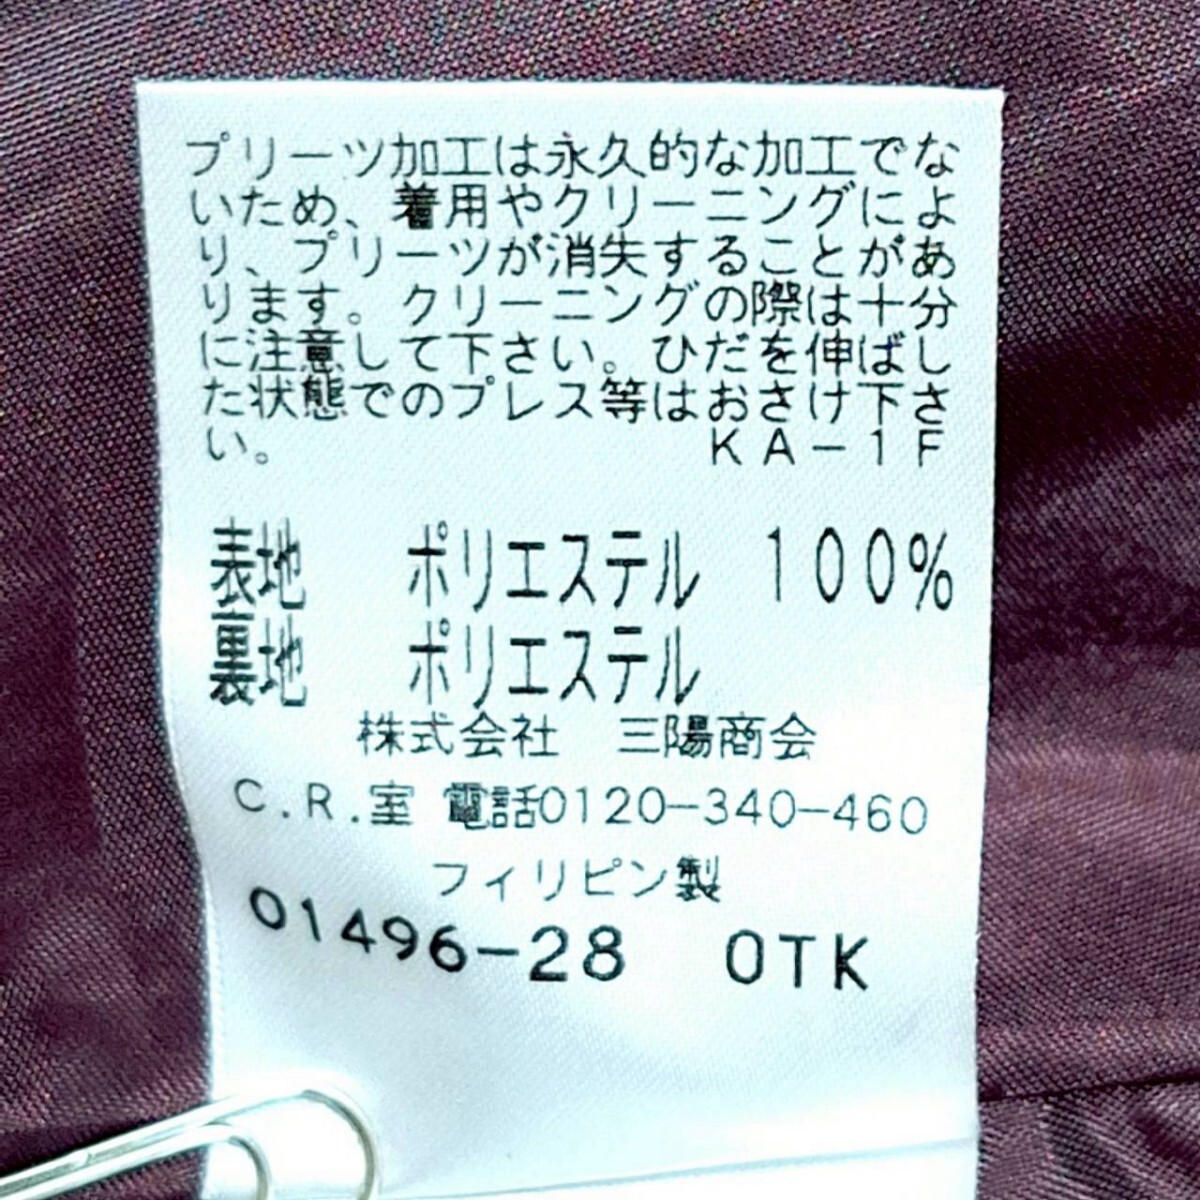 プリーツ加工は永久的な加工でな
いため、着用やクリーニングによ
り、プリーツが消失することがあ
ります。クリーニングの際は十分
に注意して下さい。ひだを伸ばし
た状態でのプレス等はおさけ下さ
い。 KA-1F
表地 ポリエステル 100%
裏地 ポリエステル
株式会社 三陽商会
C.R.室 電話0120-340-460
フィリピン製
01496-28 OTK